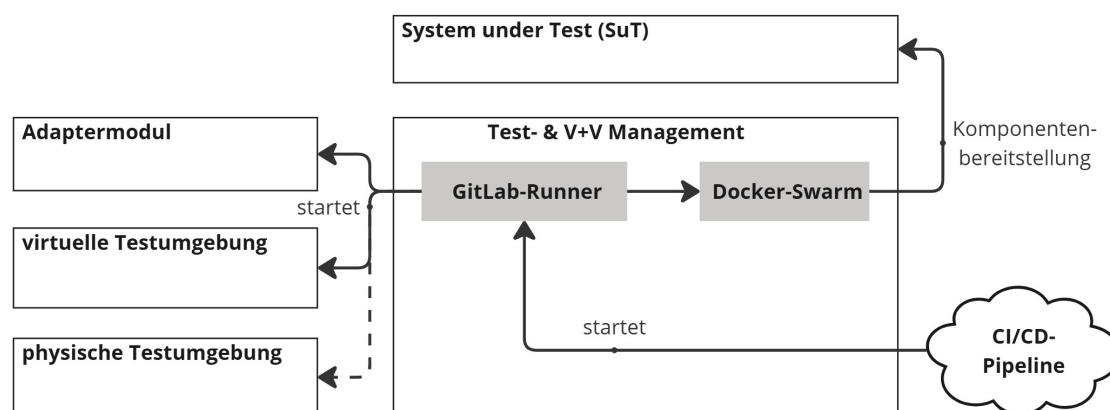 System under Test (SuT)
Adaptermodul
Test- & V+V Management
Komponenten-
bereitstellung
GitLab-Runner
Docker-Swarm
startet
virtuelle Testumgebung
startet
CI/CD-
Pipeline
physische Testumgebung